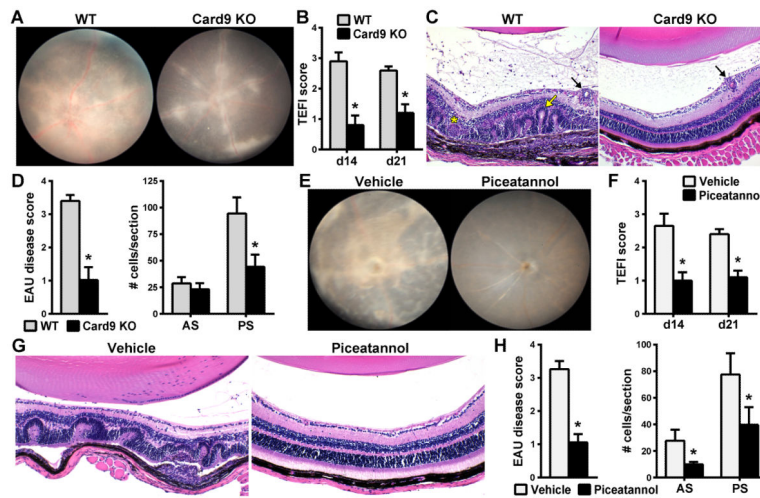 A
WT
Card9 KO
B
WT
Card9 KO
TEFI score
4
3
2
1
0
*
*
d14
d21
C
WT
Card9 KO
*
D
EAU disease score
4
3
2
1
0
*
WT
Card9 KO
# cells/section
125
100
75
50
25
0
*
AS
PS
E
Vehicle
Piceatannol
F
Vehicle
Piceatannol
TEFI score
4
3
2
1
0
*
*
d14
d21
G
Vehicle
Piceatannol
H
EAU disease score
4
3
2
1
0
*
Vehicle
Piceatannol
# cells/section
100
80
60
40
20
0
*
*
AS
PS